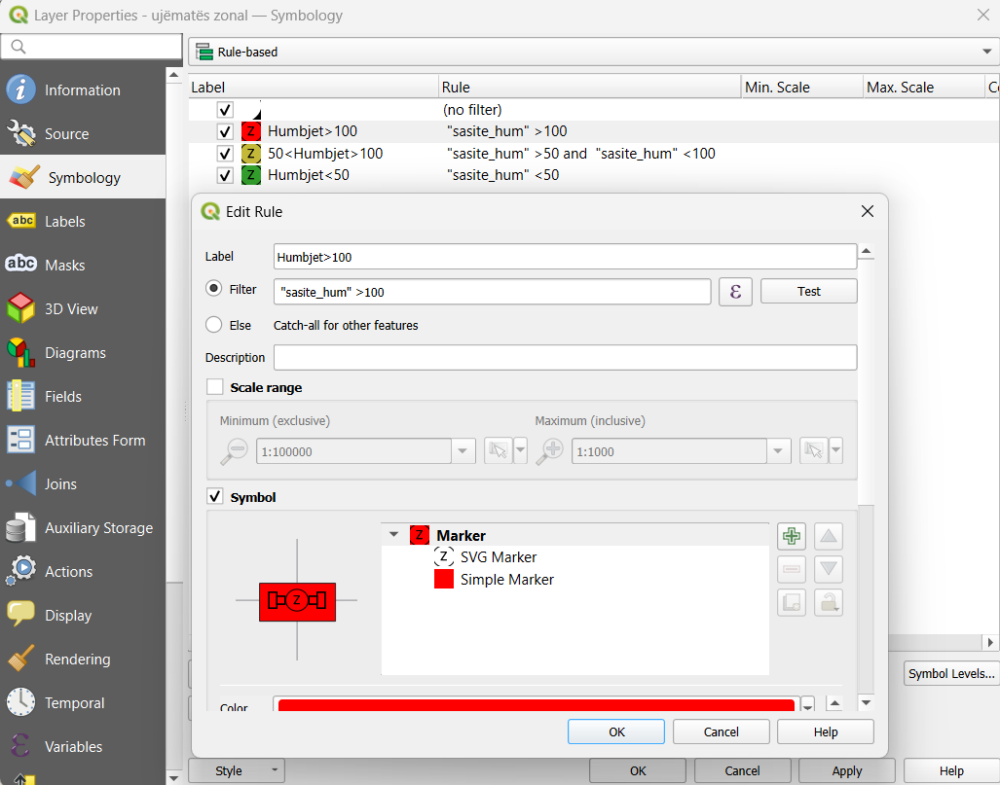 Layer Properties - ujëmatës zonal — Symbology
Rule-based
Information
Source
Symbology
Labels
Masks
3D View
Diagrams
Fields
Attributes Form
Joins
Auxiliary Storage
Actions
Display
Rendering
Temporal
Variables
abc
abc
Label Rule Min. Scale Max. Scale Co
(no filter)
Z Humbjet>100 "sasite_hum" >100
Z 50<Humbjet>100 "sasite_hum" >50 and "sasite_hum" <100
Z Humbjet<50 "sasite_hum" <50
Edit Rule
Label Humbjet>100
Filter "sasite_hum" >100 ε Test
Else Catch-all for other features
Description
Scale range
Minimum (exclusive) Maximum (inclusive)
1:100000 1:1000
Symbol
Z Marker
Z SVG Marker
Simple Marker
Z
Color
OK Cancel Help
Symbol Levels...
Style OK Cancel Apply Help